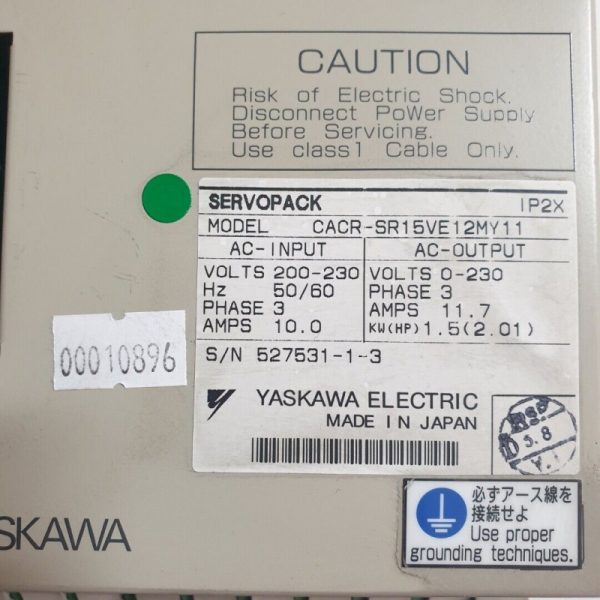 CAUTION
Risk of Electric Shock.
Disconnect PoWer Supply
Before Servicing.
Use class1 Cable Only.
SERVOPACK IP2X
MODEL CACR-SR15VE12MY11
AC-INPUT AC-OUTPUT
VOLTS 200-230 VOLTS 0-230
Hz 50/60 PHASE 3
PHASE 3 AMPS 11.7
AMPS 10.0 KW(HP) 1.5(2.01)
S/N 527531-1-3
YASKAWA ELECTRIC
MADE IN JAPAN
00010896
5.8
SKAWA
必ずアース線を
接続せよ
Use proper
grounding techniques.